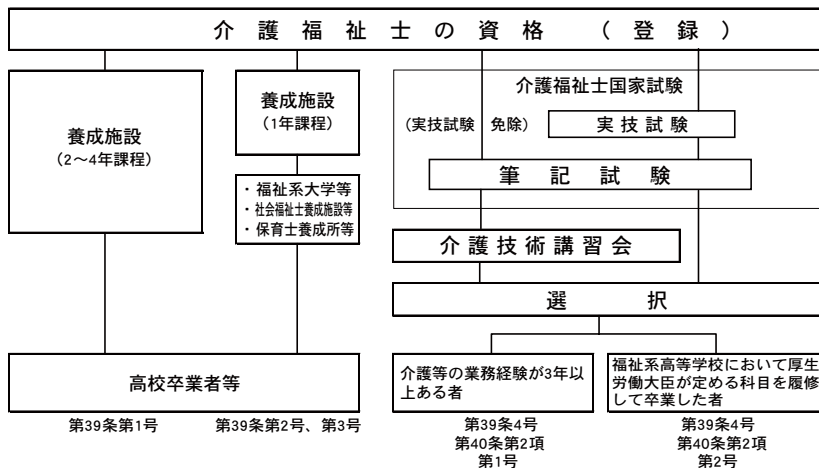 介護福祉士の資格（登録）
養成施設
（2～4年課程）
養成施設
（1年課程）
・福祉系大学等
・社会福祉士養成施設等
・保育士養成所等
高校卒業者等
第39条第1号
第39条第2号、第3号
介護福祉士国家試験
（実技試験 免除）
実技試験
筆記試験
介護技術講習会
選択
介護等の業務経験が3年以
上ある者
福祉系高等学校において厚生
労働大臣が定める科目を履修
して卒業した者
第39条4号
第40条第2項
第1号
第39条4号
第40条第2項
第2号